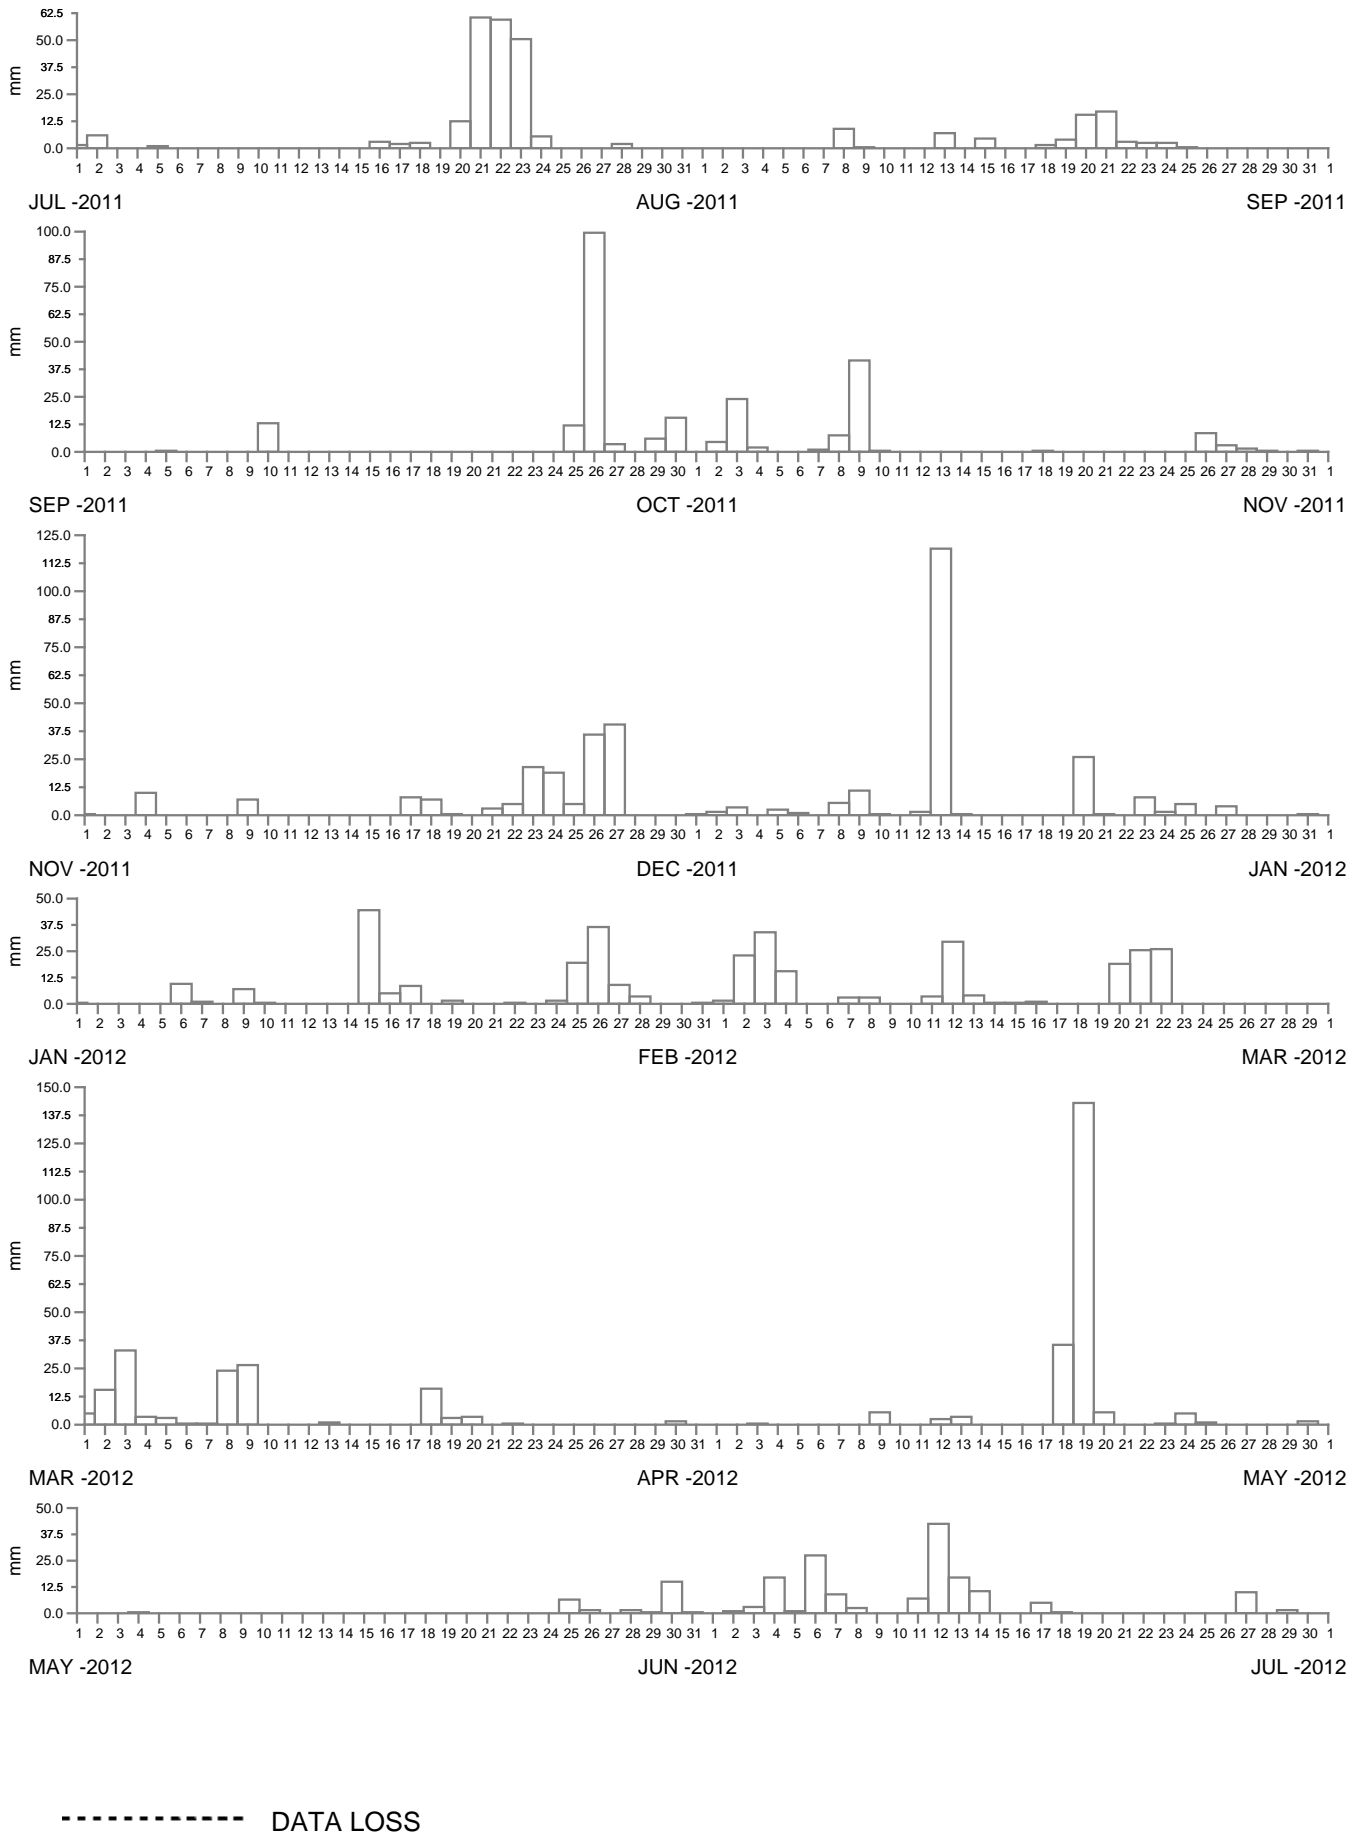 62.5
50.0
37.5
25.0
12.5
0.0
mm
1 2 3 4 5 6 7 8 9 10 11 12 13 14 15 16 17 18 19 20 21 22 23 24 25 26 27 28 29 30 31 1 2 3 4 5 6 7 8 9 10 11 12 13 14 15 16 17 18 19 20 21 22 23 24 25 26 27 28 29 30 31 1
JUL -2011 AUG -2011 SEP -2011
100.0
87.5
75.0
62.5
50.0
37.5
25.0
12.5
0.0
mm
1 2 3 4 5 6 7 8 9 10 11 12 13 14 15 16 17 18 19 20 21 22 23 24 25 26 27 28 29 30 1 2 3 4 5 6 7 8 9 10 11 12 13 14 15 16 17 18 19 20 21 22 23 24 25 26 27 28 29 30 31 1
SEP -2011 OCT -2011 NOV -2011
125.0
112.5
100.0
87.5
75.0
62.5
50.0
37.5
25.0
12.5
0.0
mm
1 2 3 4 5 6 7 8 9 10 11 12 13 14 15 16 17 18 19 20 21 22 23 24 25 26 27 28 29 30 1 2 3 4 5 6 7 8 9 10 11 12 13 14 15 16 17 18 19 20 21 22 23 24 25 26 27 28 29 30 31 1
NOV -2011 DEC -2011 JAN -2012
50.0
37.5
25.0
12.5
0.0
mm
1 2 3 4 5 6 7 8 9 10 11 12 13 14 15 16 17 18 19 20 21 22 23 24 25 26 27 28 29 30 31 1 2 3 4 5 6 7 8 9 10 11 12 13 14 15 16 17 18 19 20 21 22 23 24 25 26 27 28 29 1
JAN -2012 FEB -2012 MAR -2012
150.0
137.5
125.0
112.5
100.0
87.5
75.0
62.5
50.0
37.5
25.0
12.5
0.0
mm
1 2 3 4 5 6 7 8 9 10 11 12 13 14 15 16 17 18 19 20 21 22 23 24 25 26 27 28 29 30 31 1 2 3 4 5 6 7 8 9 10 11 12 13 14 15 16 17 18 19 20 21 22 23 24 25 26 27 28 29 30 1
MAR -2012 APR -2012 MAY -2012
50.0
37.5
25.0
12.5
0.0
mm
1 2 3 4 5 6 7 8 9 10 11 12 13 14 15 16 17 18 19 20 21 22 23 24 25 26 27 28 29 30 31 1 2 3 4 5 6 7 8 9 10 11 12 13 14 15 16 17 18 19 20 21 22 23 24 25 26 27 28 29 30 1
MAY -2012 JUN -2012 JUL -2012
DATA LOSS